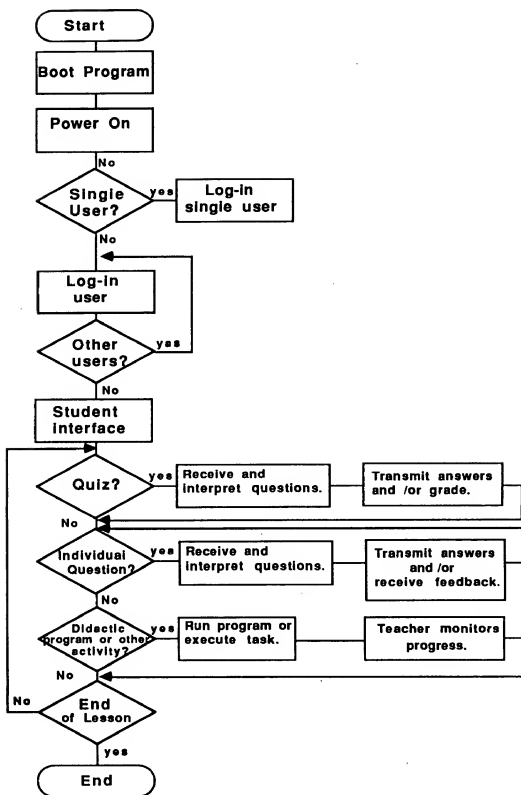 Start
Boot Program
Power On
No
Single
User?
yes
Log-in
single user
No
Log-in
user
Other
users?
yes
No
Student
interface
Quiz?
yes
Receive and
interpret questions.
Transmit answers
and /or grade.
No
Individual
Question?
yes
Receive and
interpret questions.
Transmit answers
and /or
receive feedback.
No
Didactic
program or other
activity?
yes
Run program or
execute task.
Teacher monitors
progress.
No
No
End
of Lesson
yes
End